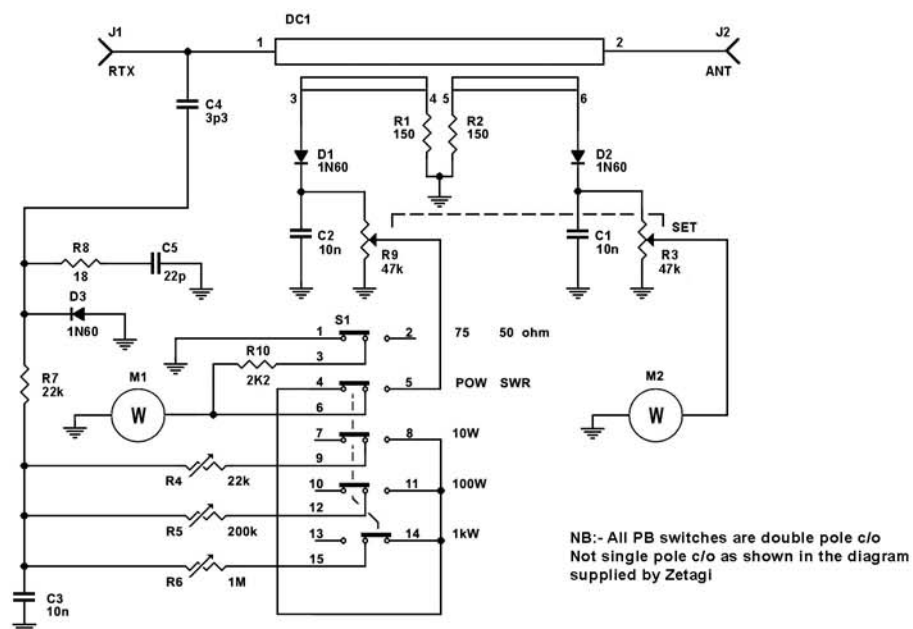 DC1
J1
1
2
J2
RTX
ANT
C4
3p3
3
4
5
6
R1
150
R2
150
D1
1N60
D2
1N60
C2
10n
R9
47k
C1
10n
SET
R3
47k
R8
18
C5
22p
D3
1N60
S1
1
2
75
50 ohm
R10
3
2K2
R7
22k
M1
W
4
5
POW SWR
M2
W
6
7
8
10W
9
R4
22k
10
11
100W
12
R5
200k
13
14
1kW
15
R6
1M
C3
10n
NB:- All PB switches are double pole c/o
Not single pole c/o as shown in the diagram
supplied by Zetagi